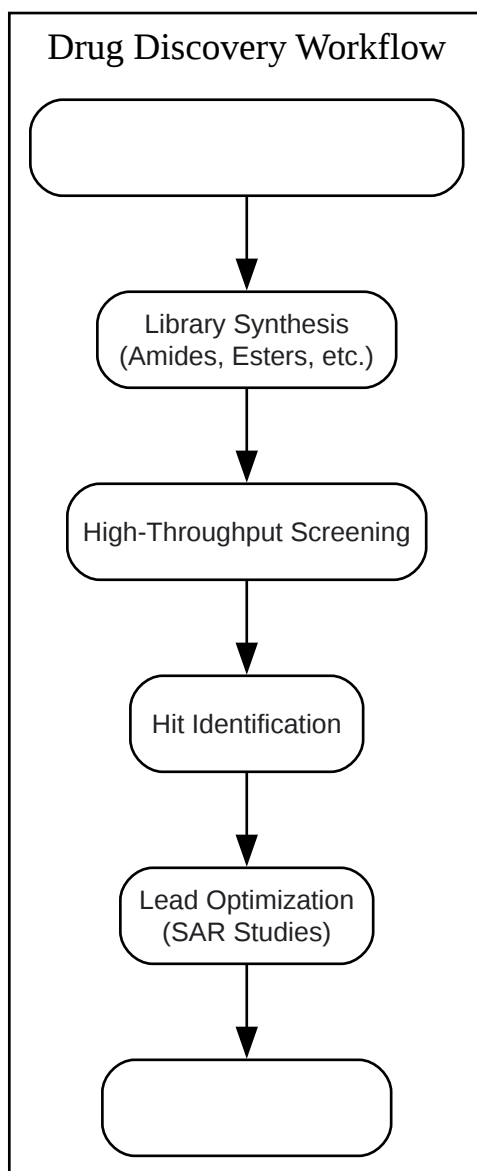 Drug Discovery Workflow
Library Synthesis
(Amides, Esters, etc.)
High-Throughput Screening
Hit Identification
Lead Optimization
(SAR Studies)